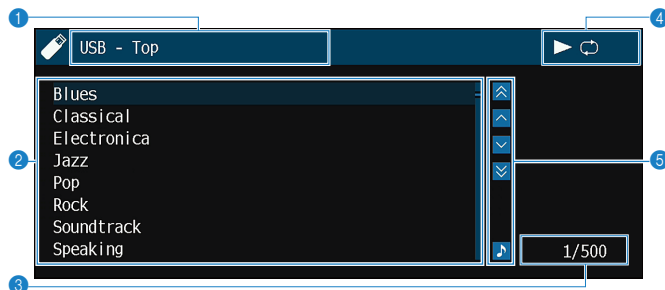 1
4
USB - Top
Blues
Classical
Electronica
Jazz
Pop
Rock
Soundtrack
Speaking
2
5
1/500
3